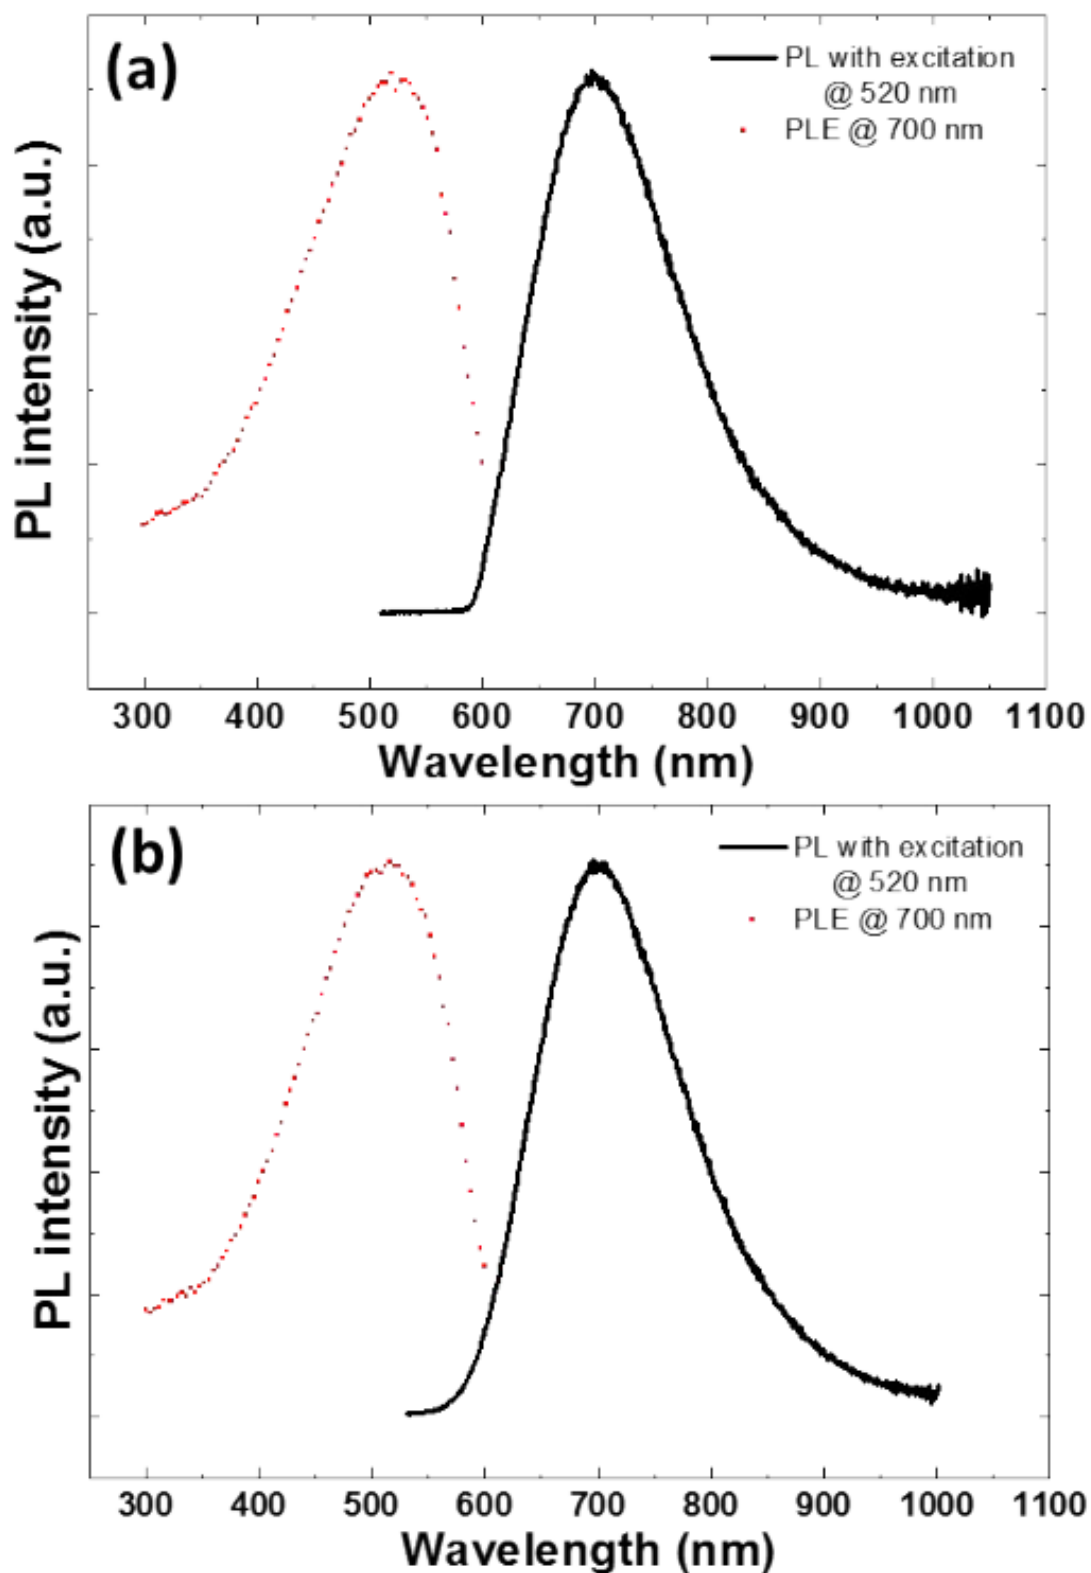 (a)
PL with excitation
@ 520 nm
PLE @ 700 nm
PL intensity (a.u.)
300 400 500 600 700 800 900 1000 1100
Wavelength (nm)
(b)
PL with excitation
@ 520 nm
PLE @ 700 nm
PL intensity (a.u.)
300 400 500 600 700 800 900 1000 1100
Wavelength (nm)